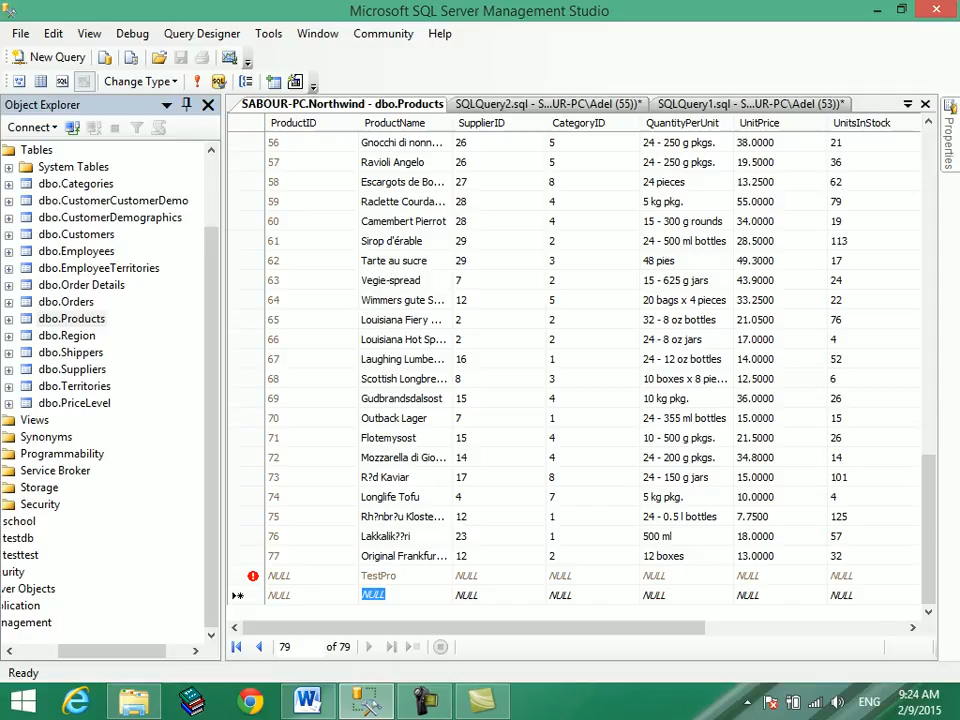 Microsoft SQL Server Management Studio
File Edit View Debug Query Designer Tools Window Community Help
New Query
Change Type
Object Explorer
SABOUR-PC.Northwind - dbo.Products SQLQuery2.sql - S...UR-PC\Adel (55))* SQLQuery1.sql - S...UR-PC\Adel (53))*
Connect
Properties
Tables
System Tables
dbo.Categories
dbo.CustomerCustomerDemo
dbo.CustomerDemographics
dbo.Customers
dbo.Employees
dbo.EmployeeTerritories
dbo.Order Details
dbo.Orders
dbo.Products
dbo.Region
dbo.Shippers
dbo.Suppliers
dbo.Territories
dbo.PriceLevel
Views
Synonyms
Programmability
Service Broker
Storage
Security
school
testdb
testtest
urity
ver Objects
lication
nagement
ProductID ProductName SupplierID CategoryID QuantityPerUnit UnitPrice UnitsInStock
56 Gnocchi di nonn... 26 5 24 - 250 g pkgs. 38.0000 21
57 Ravioli Angelo 26 5 24 - 250 g pkgs. 19.5000 36
58 Escargots de Bo... 27 8 24 pieces 13.2500 62
59 Raclette Courda... 28 4 5 kg pkg. 55.0000 79
60 Camembert Pierrot 28 4 15 - 300 g rounds 34.0000 19
61 Sirop d'érable 29 2 24 - 500 ml bottles 28.5000 113
62 Tarte au sucre 29 3 48 pies 49.3000 17
63 Vegie-spread 7 2 15 - 625 g jars 43.9000 24
64 Wimmers gute S... 12 5 20 bags x 4 pieces 33.2500 22
65 Louisiana Fiery ... 2 2 32 - 8 oz bottles 21.0500 76
66 Louisiana Hot Sp... 2 2 24 - 8 oz jars 17.0000 4
67 Laughing Lumbe... 16 1 24 - 12 oz bottles 14.0000 52
68 Scottish Longbre... 8 3 10 boxes x 8 pie... 12.5000 6
69 Gudbrandsdalsost 15 4 10 kg pkg. 36.0000 26
70 Outback Lager 7 1 24 - 355 ml bottles 15.0000 15
71 Flotemysost 15 4 10 - 500 g pkgs. 21.5000 26
72 Mozzarella di Gio... 14 4 24 - 200 g pkgs. 34.8000 14
73 R?d Kaviar 17 8 24 - 150 g jars 15.0000 101
74 Longlife Tofu 4 7 5 kg pkg. 10.0000 4
75 Rh?nbr?u Kloste... 12 1 24 - 0.5 l bottles 7.7500 125
76 Lakkalik??ri 23 1 500 ml 18.0000 57
77 Original Frankfur... 12 2 12 boxes 13.0000 32
NULL TestPro NULL NULL NULL NULL NULL
NULL NULL NULL NULL NULL NULL NULL
79 of 79
Ready
ENG
9:24 AM
2/9/2015